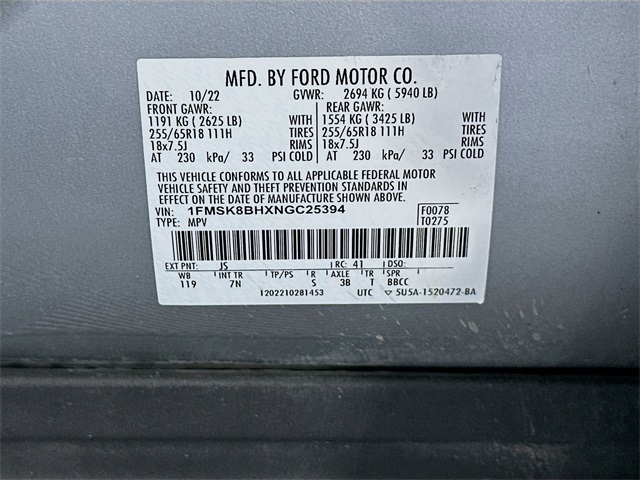 MFD. BY FORD MOTOR CO.
DATE: 10/22 GVWR: 2694 KG ( 5940 LB)
FRONT GAWR: REAR GAWR:
1191 KG ( 2625 LB) WITH 1554 KG ( 3425 LB) WITH
255/65R18 111H TIRES 255/65R18 111H TIRES
18x7.5J RIMS 18x7.5J RIMS
AT 230 kPa/ 33 PSI COLD AT 230 kPa/ 33 PSI COLD
THIS VEHICLE CONFORMS TO ALL APPLICABLE FEDERAL MOTOR
VEHICLE SAFETY AND THEFT PREVENTION STANDARDS IN
EFFECT ON THE DATE OF MANUFACTURE SHOWN ABOVE.
VIN: 1FMSK8BHXNGC25394 F0078
TYPE: MPV T0275
EXT PNT: JS RC: 41 DSO:
WB INT TR TP/PS R AXLE TR SPR
119 7N S 3B T BBCC
I202210281453 UTC ▽ 5U5A-1520472-BA